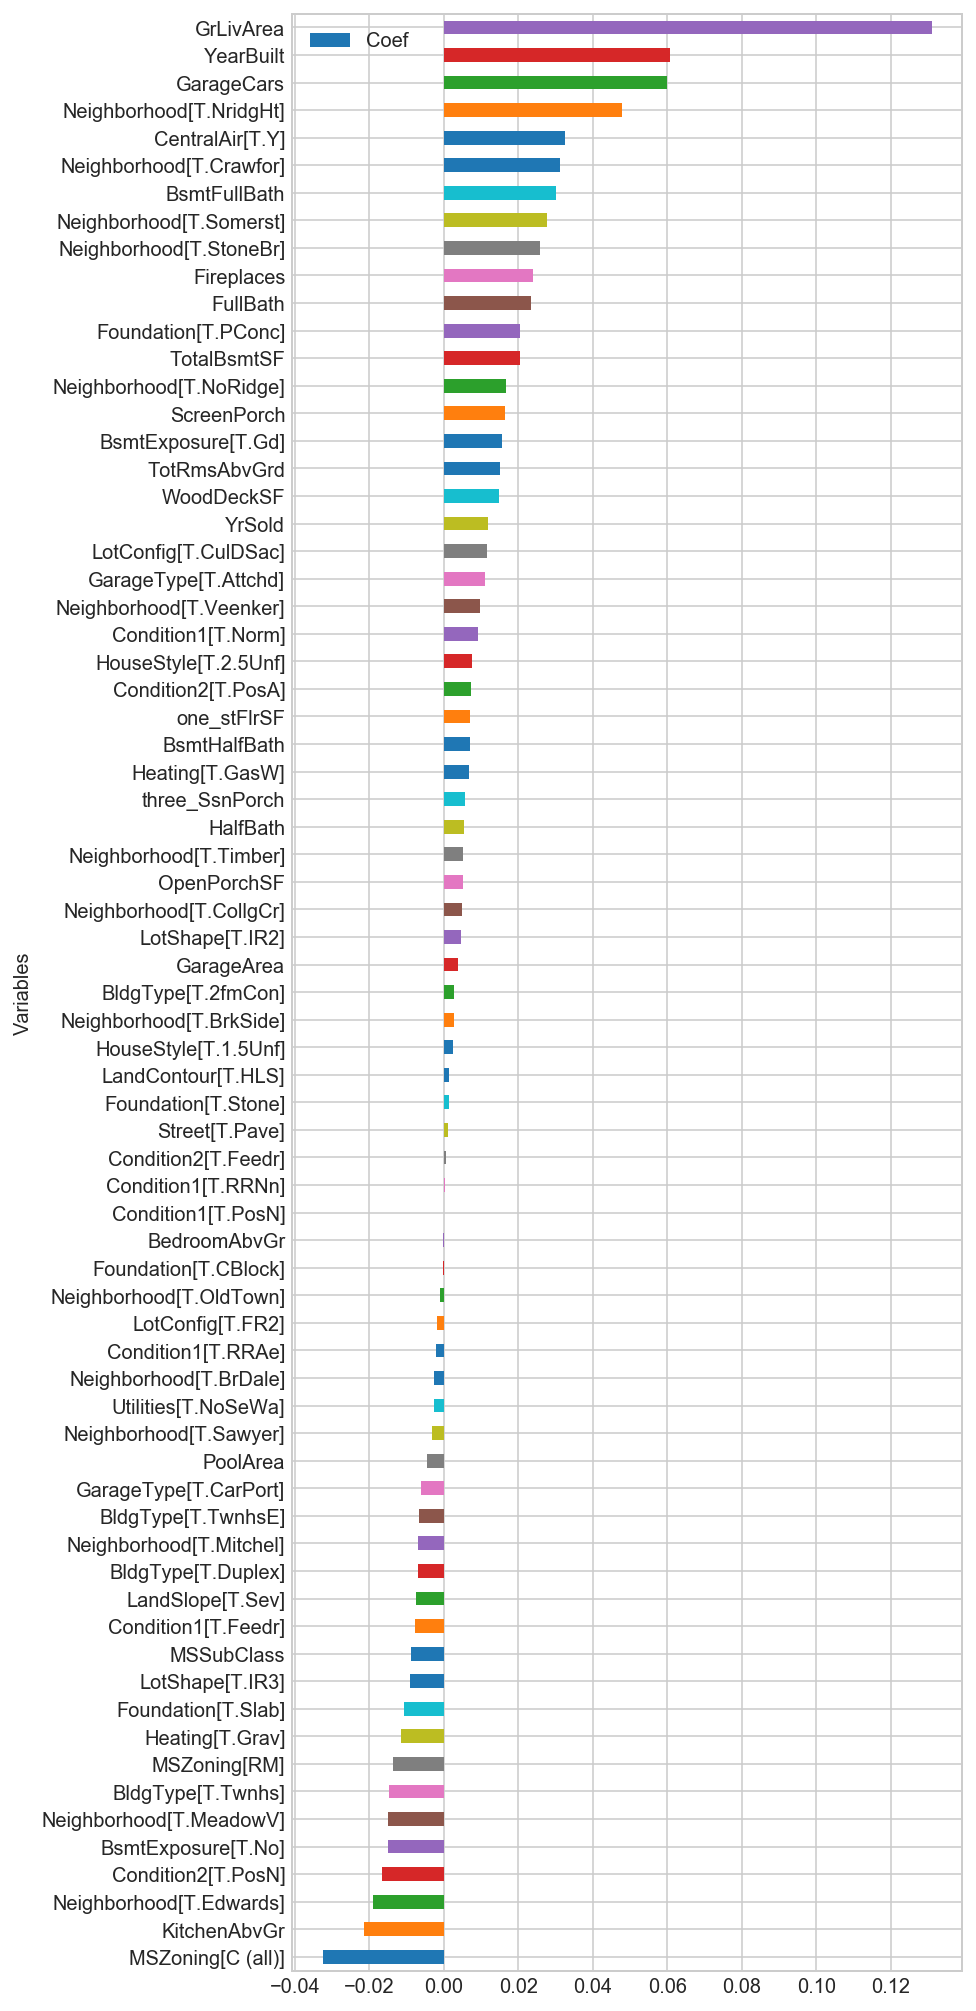 GrLivArea
Coef
YearBuilt
GarageCars
Neighborhood[T.NridgHt]
CentralAir[T.Y]
Neighborhood[T.Crawfor]
BsmtFullBath
Neighborhood[T.Somerst]
Neighborhood[T.StoneBr]
Fireplaces
FullBath
Foundation[T.PConc]
TotalBsmtSF
Neighborhood[T.NoRidge]
ScreenPorch
BsmtExposure[T.Gd]
TotRmsAbvGrd
WoodDeckSF
YrSold
LotConfig[T.CulDSac]
GarageType[T.Attchd]
Neighborhood[T.Veenker]
Condition1[T.Norm]
HouseStyle[T.2.5Unf]
Condition2[T.PosA]
one_stFlrSF
BsmtHalfBath
Heating[T.GasW]
three_SsnPorch
HalfBath
Neighborhood[T.Timber]
OpenPorchSF
Neighborhood[T.CollgCr]
LotShape[T.IR2]
GarageArea
Variables
BldgType[T.2fmCon]
Neighborhood[T.BrkSide]
HouseStyle[T.1.5Unf]
LandContour[T.HLS]
Foundation[T.Stone]
Street[T.Pave]
Condition2[T.Feedr]
Condition1[T.RRNn]
Condition1[T.PosN]
BedroomAbvGr
Foundation[T.CBlock]
Neighborhood[T.OldTown]
LotConfig[T.FR2]
Condition1[T.RRAe]
Neighborhood[T.BrDale]
Utilities[T.NoSeWa]
Neighborhood[T.Sawyer]
PoolArea
GarageType[T.CarPort]
BldgType[T.TwnhsE]
Neighborhood[T.Mitchel]
BldgType[T.Duplex]
LandSlope[T.Sev]
Condition1[T.Feedr]
MSSubClass
LotShape[T.IR3]
Foundation[T.Slab]
Heating[T.Grav]
MSZoning[RM]
BldgType[T.Twnhs]
Neighborhood[T.MeadowV]
BsmtExposure[T.No]
Condition2[T.PosN]
Neighborhood[T.Edwards]
KitchenAbvGr
MSZoning[C (all)]
−0.04 −0.02 0.00 0.02 0.04 0.06 0.08 0.10 0.12